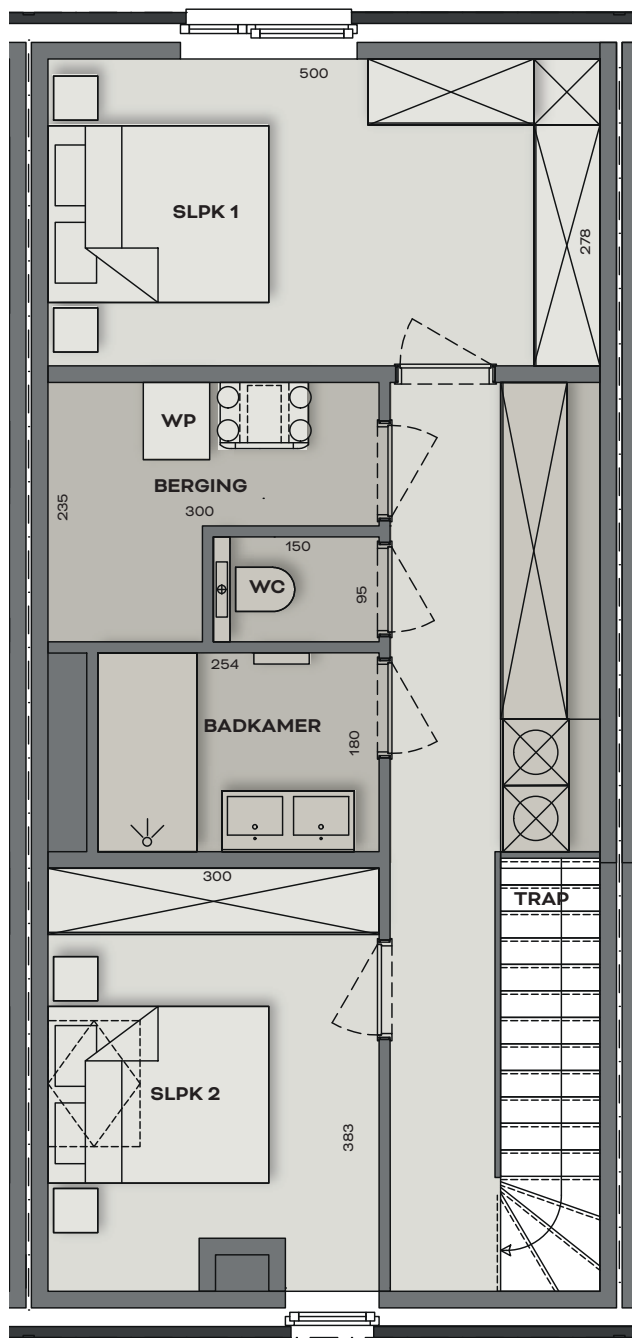 500
SLPK 1
278
WP
BERGING
235
300
150
WC
95
254
BADKAMER
180
300
TRAP
SLPK 2
383